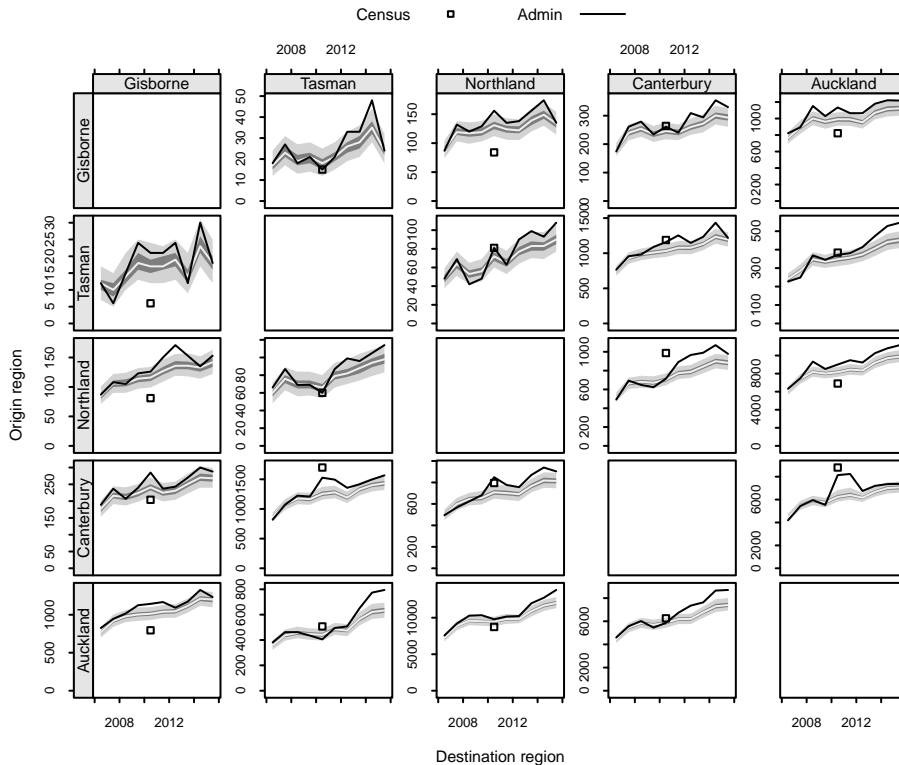 Census Admin
2008 2012 2008 2012
Gisborne Tasman Northland Canterbury Auckland
Gisborne
0 10 20 30 40 50
0 50 100 150
0 100 200 300
0 200 600 1000
Tasman
0 5 10 15 20 25 30
0 20 40 60 80 100
0 500 1000 1500
0 100 300 500
Northland
0 50 100 150
0 20 40 60 80
0 200 600 1000
0 4000 8000
Canterbury
0 50 150 250
0 500 1000 1500
0 200 600
0 2000 6000
Auckland
0 500 1000
0 200 400 600 800
0 5000 10000
0 2000 6000
2008 2012 2008 2012 2008 2012
Origin region
Destination region